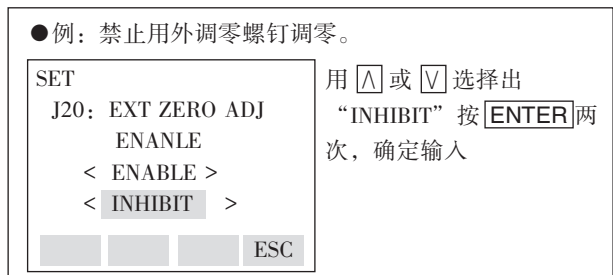 ●例：禁止用外调零螺钉调零。
SET
J20：EXT ZERO ADJ
ENANLE
< ENABLE >
< INHIBIT >
ESC
用 [⋀] 或 [⋁] 选择出
“INHIBIT”按 ENTER 两
次，确定输入